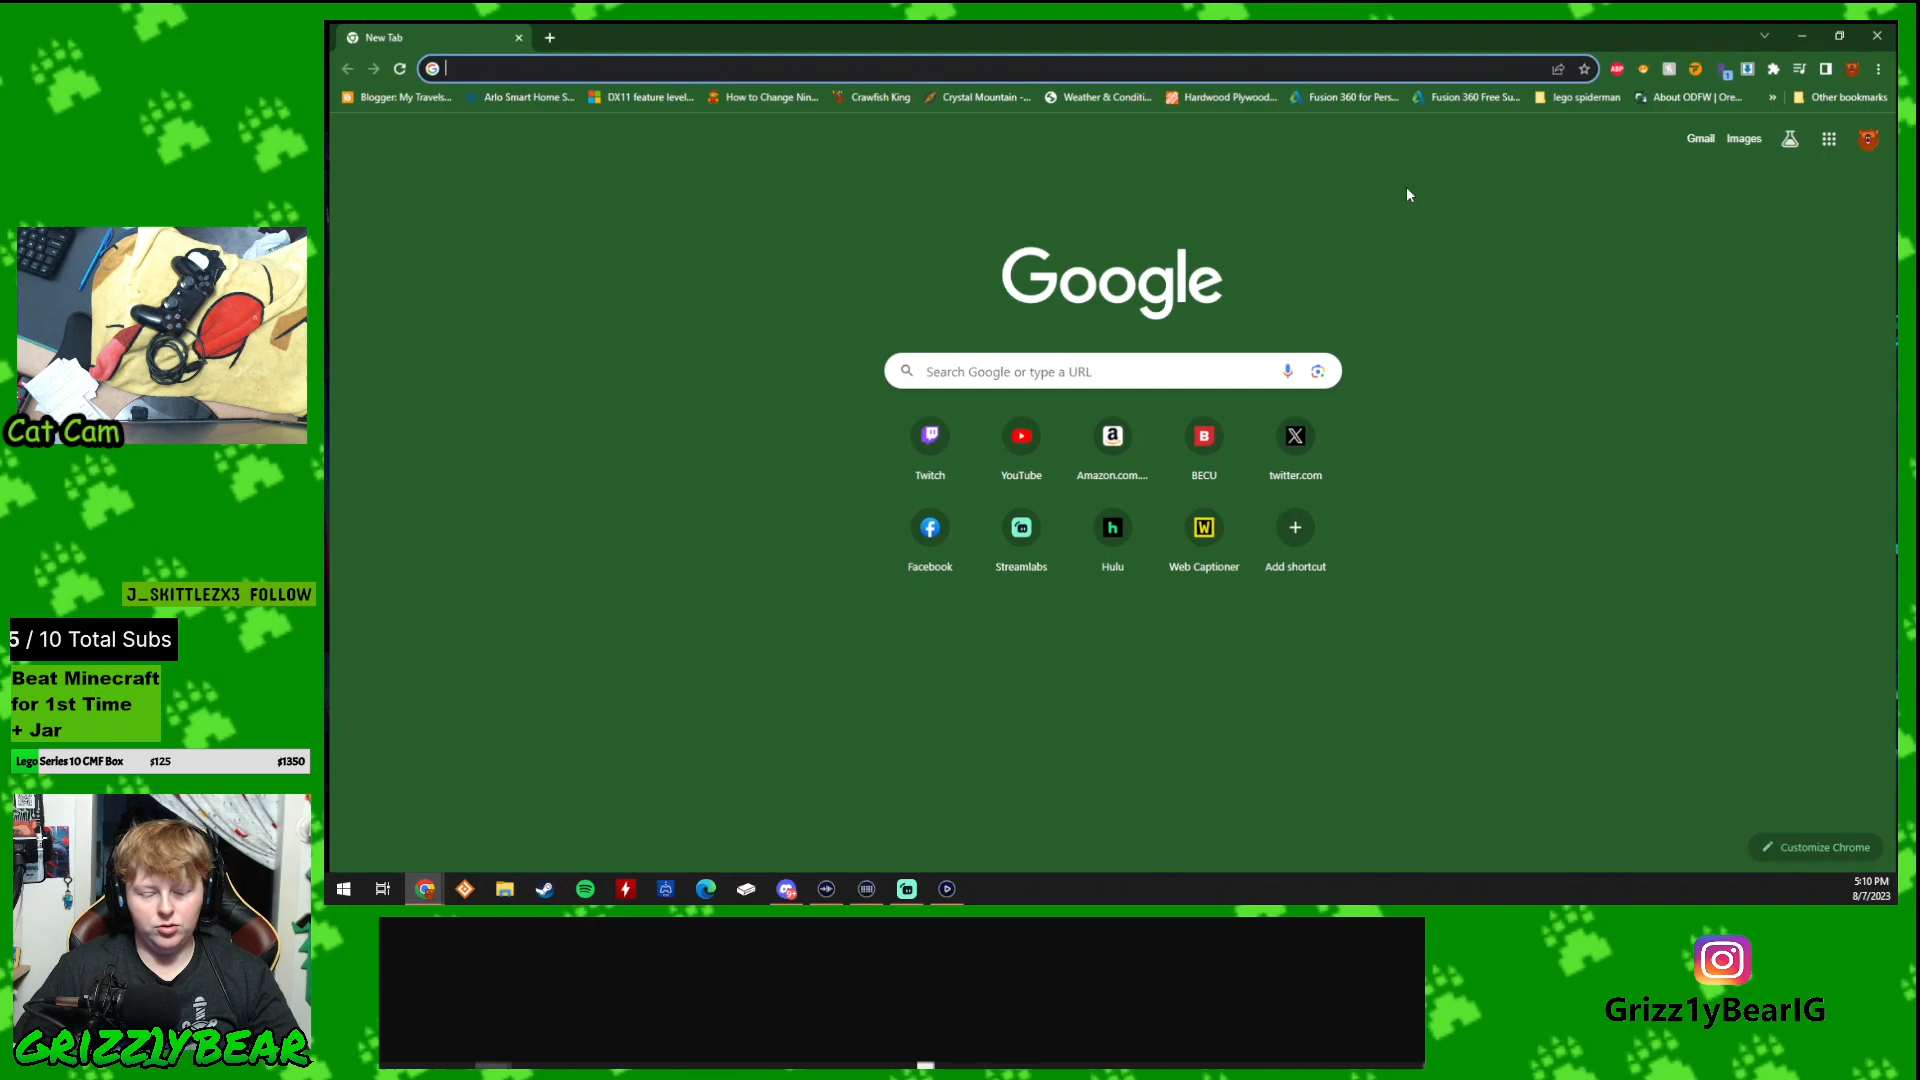 New Tab
Blogger: My Travels...
Arlo Smart Home S...
DX11 feature level...
How to Change Nin...
Crawfish King
Crystal Mountain -...
Weather & Conditi...
Hardwood Plywood...
Fusion 360 for Pers...
Fusion 360 Free Su...
lego spiderman
About ODFW | Ore...
»
Other bookmarks
ABP
1
Gmail
Images
Google
Search Google or type a URL
Twitch
YouTube
Amazon.com....
BECU
twitter.com
Facebook
Streamlabs
Hulu
Web Captioner
Add shortcut
Customize Chrome
5:10 PM
8/7/2023
Cat Cam
J_SKITTLEZX3 FOLLOW
5 / 10 Total Subs
Beat Minecraft
for 1st Time
+ Jar
Lego Series 10 CMF Box $125 $1350
GRIZZ1YBEAR
Grizz1yBearIG